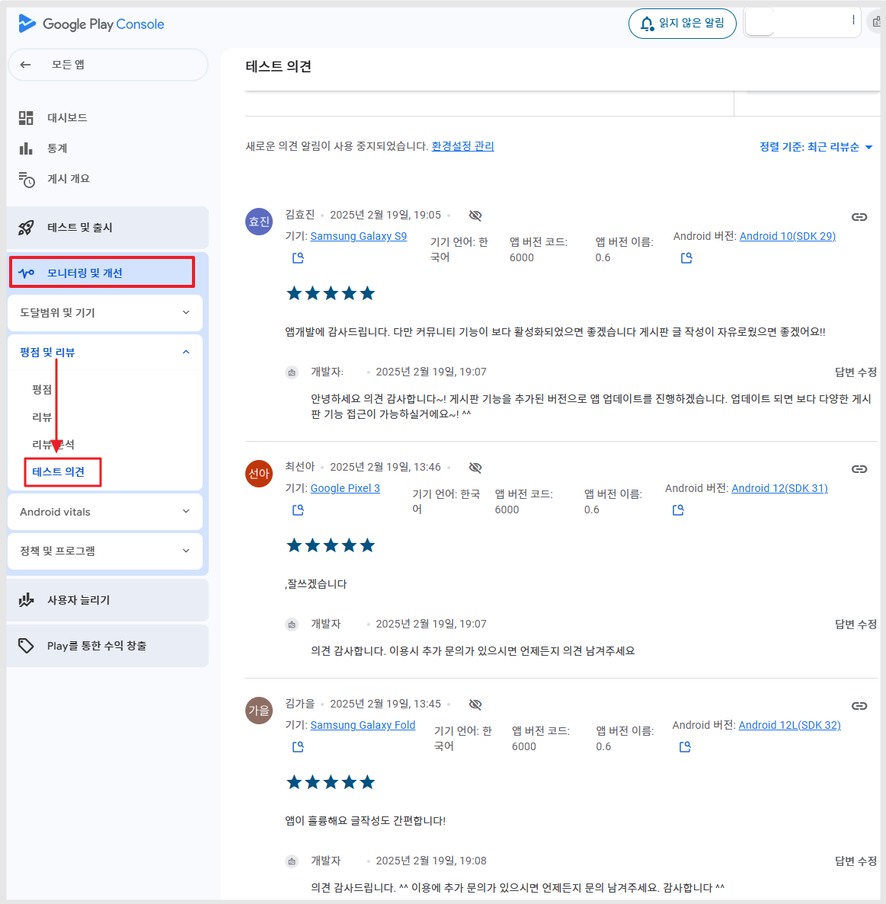 Google Play Console
읽지 않은 알림
모든 앱
테스트 의견
대시보드
통계
게시 개요
테스트 및 출시
모니터링 및 개선
도달범위 및 기기
평점 및 리뷰
평점
리뷰
리뷰 분석
테스트 의견
Android vitals
정책 및 프로그램
사용자 늘리기
Play를 통한 수익 창출
새로운 의견 알림이 사용 중지되었습니다. 환경설정 관리
정렬 기준: 최근 리뷰순
효진
김효진 • 2025년 2월 19일, 19:05 •
기기: Samsung Galaxy S9
기기 언어: 한
국어
앱 버전 코드:
6000
앱 버전 이름:
0.6
Android 버전: Android 10(SDK 29)
앱개발에 감사드립니다. 다만 커뮤니티 기능이 보다 활성화되었으면 좋겠습니다 게시판 글 작성이 자유로웠으면 좋겠어요!!
개발자: • 2025년 2월 19일, 19:07
답변 수정
안녕하세요 의견 감사합니다~! 게시판 기능을 추가된 버전으로 앱 업데이트를 진행하겠습니다. 업데이트 되면 보다 다양한 게시
판 기능 접근이 가능하실거에요~! ^^
선아
최선아 • 2025년 2월 19일, 13:46 •
기기: Google Pixel 3
기기 언어: 한국
어
앱 버전 코드:
6000
앱 버전 이름:
0.6
Android 버전: Android 12(SDK 31)
,잘쓰겠습니다
개발자 • 2025년 2월 19일, 19:07
답변 수정
의견 감사합니다. 이용시 추가 문의가 있으시면 언제든지 의견 남겨주세요
가을
김가을 • 2025년 2월 19일, 13:45 •
기기: Samsung Galaxy Fold
기기 언어: 한
국어
앱 버전 코드:
6000
앱 버전 이름:
0.6
Android 버전: Android 12L(SDK 32)
앱이 훌륭해요 글작성도 간편합니다!
개발자 • 2025년 2월 19일, 19:08
답변 수정
의견 감사드립니다. ^^ 이용에 추가 문의가 있으시면 언제든지 문의 남겨주세요. 감사합니다 ^^